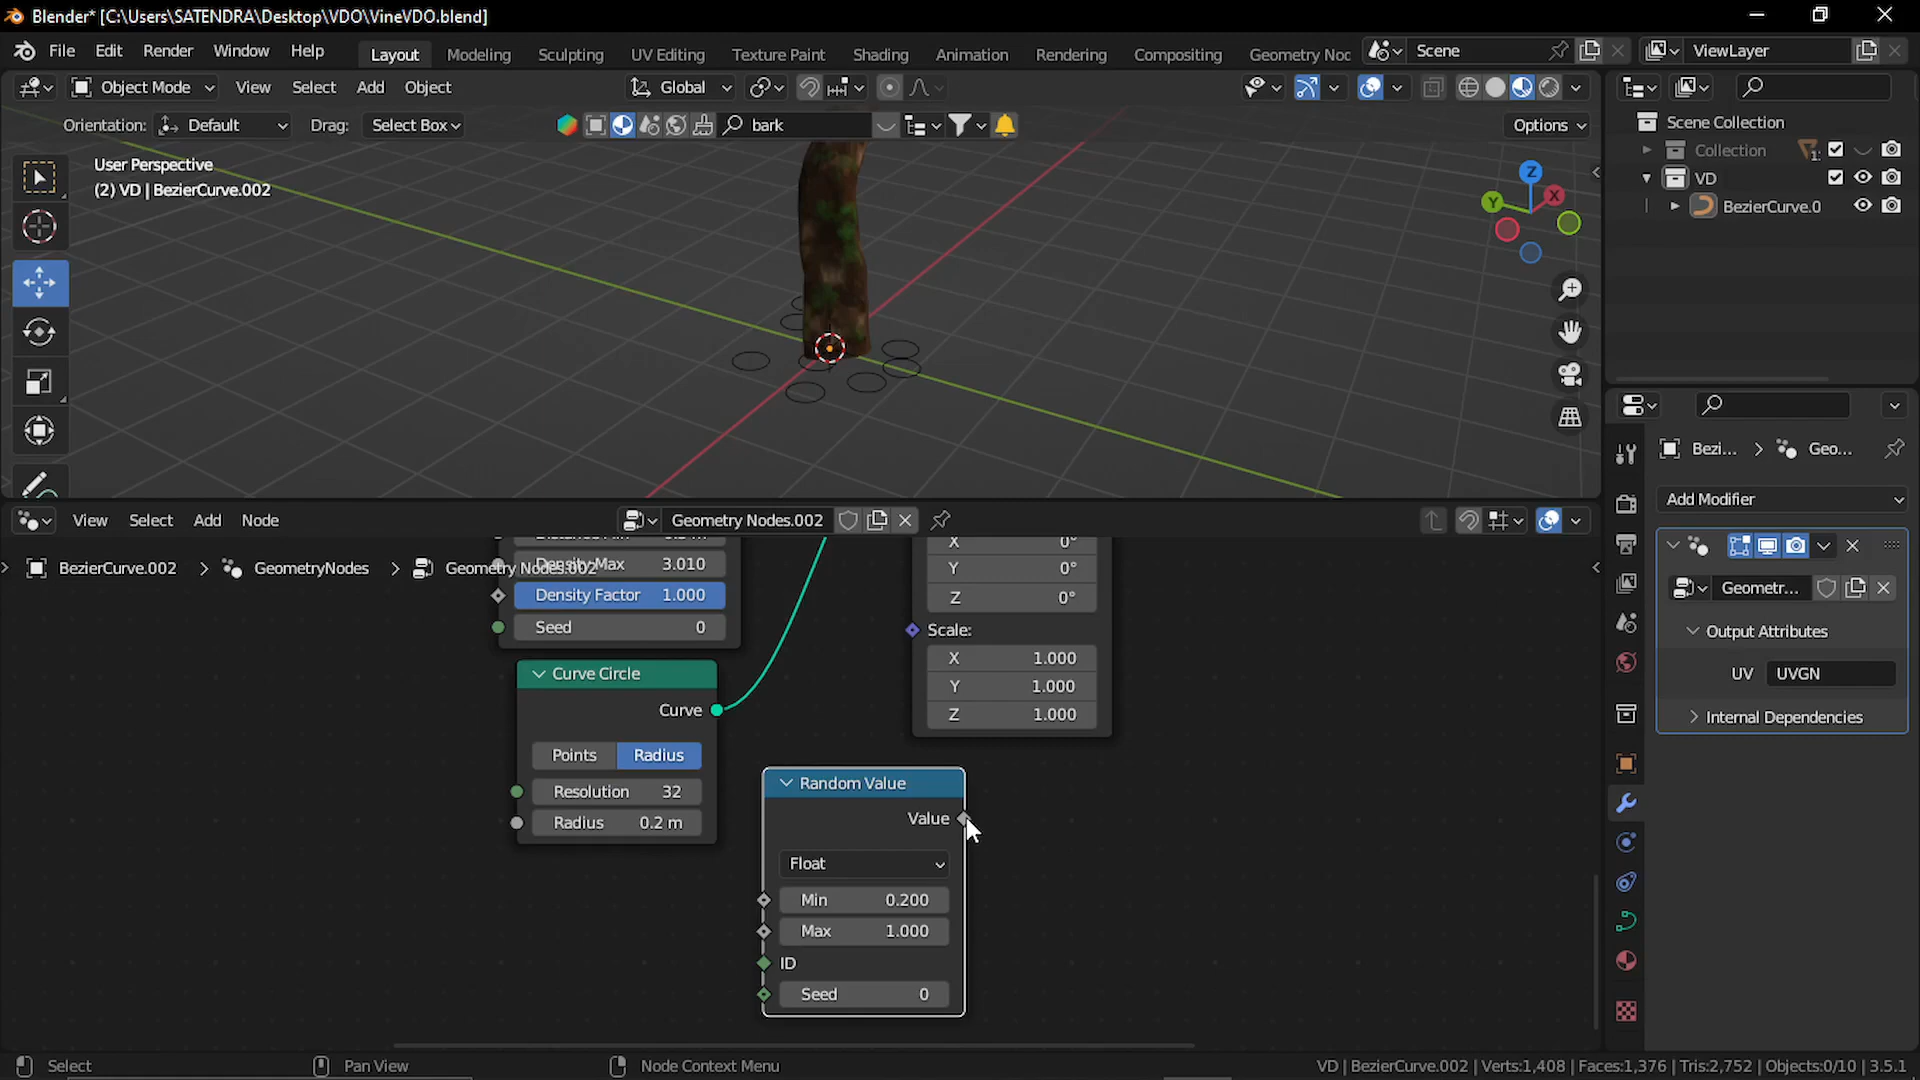 Blender* [C:\Users\SATENDRA\Desktop\VDO\VineVDO.blend]
File Edit Render Window Help
Layout Modeling Sculpting UV Editing Texture Paint Shading Animation Rendering Compositing Geometry Noc
Scene ViewLayer
Object Mode View Select Add Object Global
Orientation: Default Drag: Select Box bark Options
User Perspective
(2) VD | BezierCurve.002
Z
X
Y
Scene Collection
Collection
VD
BezierCurve.0
View Select Add Node Geometry Nodes.002
BezierCurve.002 > GeometryNodes >
Density Max 3.010
Density Factor 1.000
Seed 0
Curve Circle
Curve
Points Radius
Resolution 32
Radius 0.2 m
X 0°
Y 0°
Z 0°
Scale:
X 1.000
Y 1.000
Z 1.000
Random Value
Value
Float
Min 0.200
Max 1.000
ID
Seed 0
Bezi... > Geo...
Add Modifier
Geometr...
Output Attributes
UV UVGN
Internal Dependencies
Select Pan View Node Context Menu
VD | BezierCurve.002 | Verts:1,408 | Faces:1,376 | Tris:2,752 | Objects:0/10 | 3.5.1